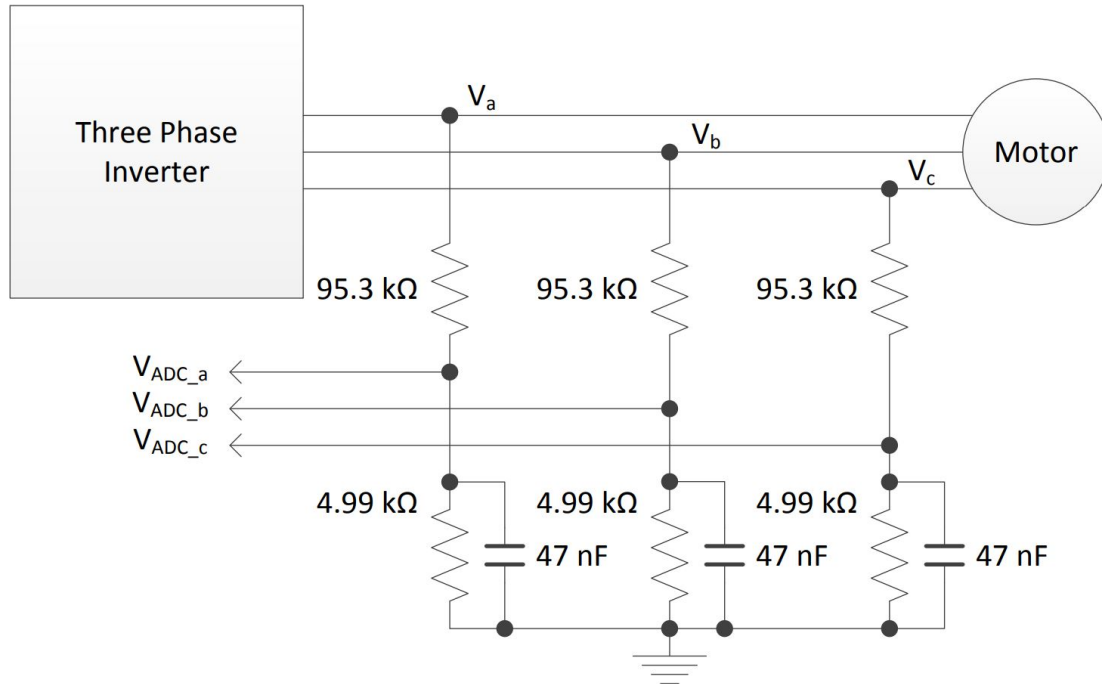 Three Phase
Inverter
Va
Vb
Vc
Motor
95.3 kΩ
95.3 kΩ
95.3 kΩ
VADC_a
VADC_b
VADC_c
4.99 kΩ
4.99 kΩ
4.99 kΩ
47 nF
47 nF
47 nF